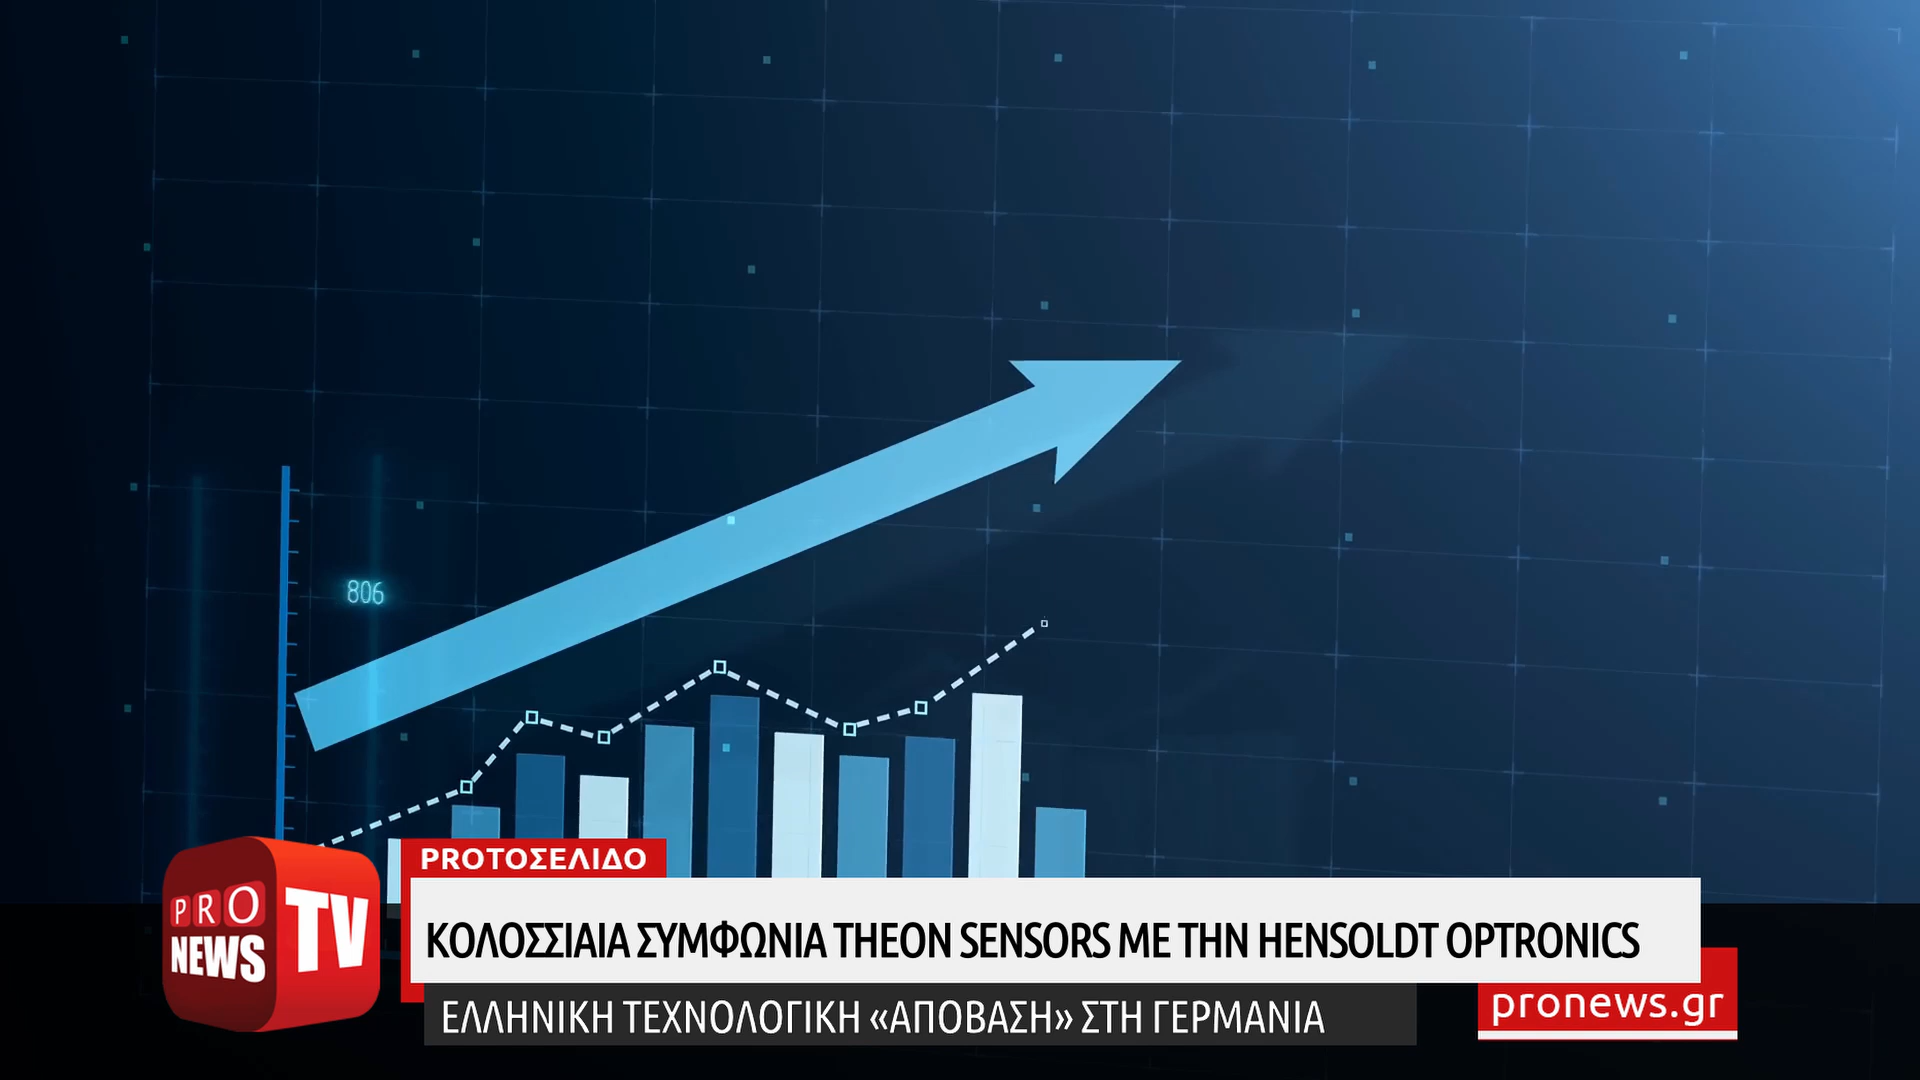 806
PROTOΣΕΛΙΔΟ
PRO
NEWS
TV
ΚΟΛΟΣΣΙΑΙΑ ΣΥΜΦΩΝΙΑ THEON SENSORS ΜΕ ΤΗΝ HENSOLDT OPTRONICS
ΕΛΛΗΝΙΚΗ ΤΕΧΝΟΛΟΓΙΚΗ «ΑΠΟΒΑΣΗ» ΣΤΗ ΓΕΡΜΑΝΙΑ
pronews.gr